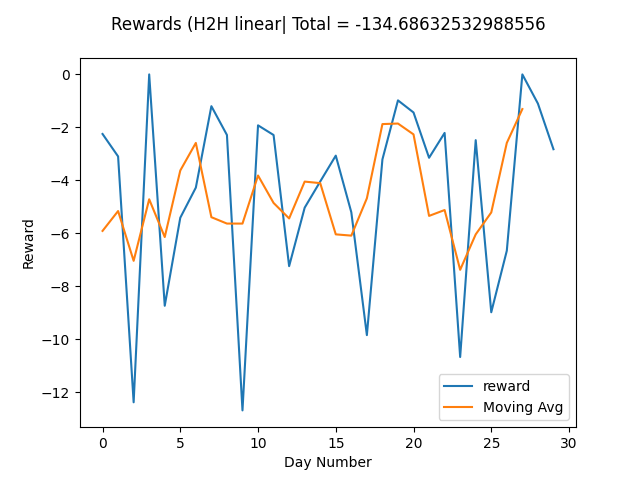 Rewards (H2H linear| Total = -134.68632532988556
0
−2
−4
−6
−8
−10
−12
Reward
0 5 10 15 20 25 30
Day Number
reward
Moving Avg